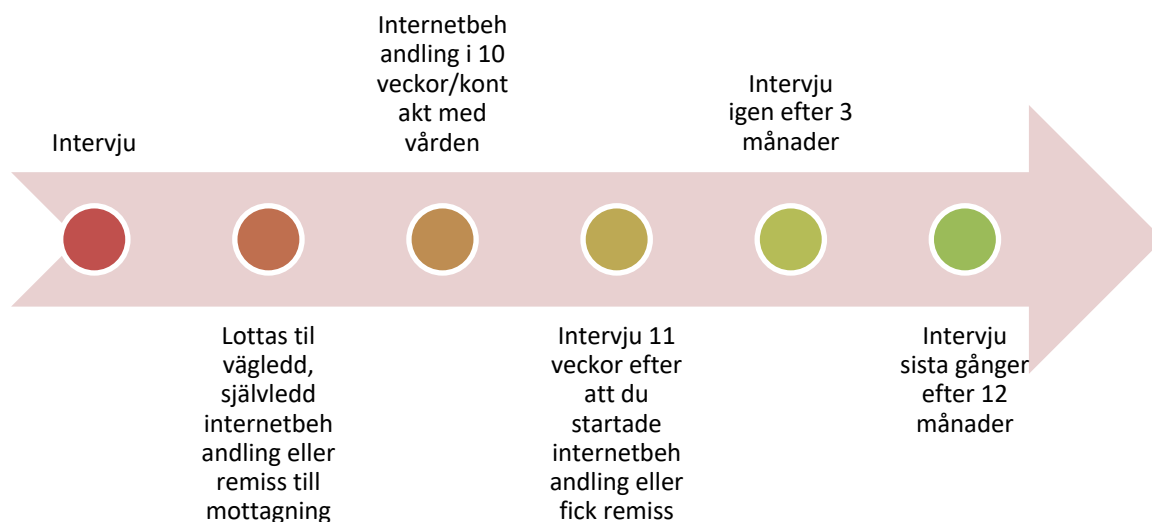 Intervju
Lottas til
vägledd,
självledd
internetbeh
andling eller
remiss till
mottagning
Internetbeh
andling i 10
veckor/kont
akt med
vården
Intervju 11
veckor efter
att du
startade
internetbeh
andling eller
fick remiss
Intervju
igen efter 3
månader
Intervju
sista gånger
efter 12
månader